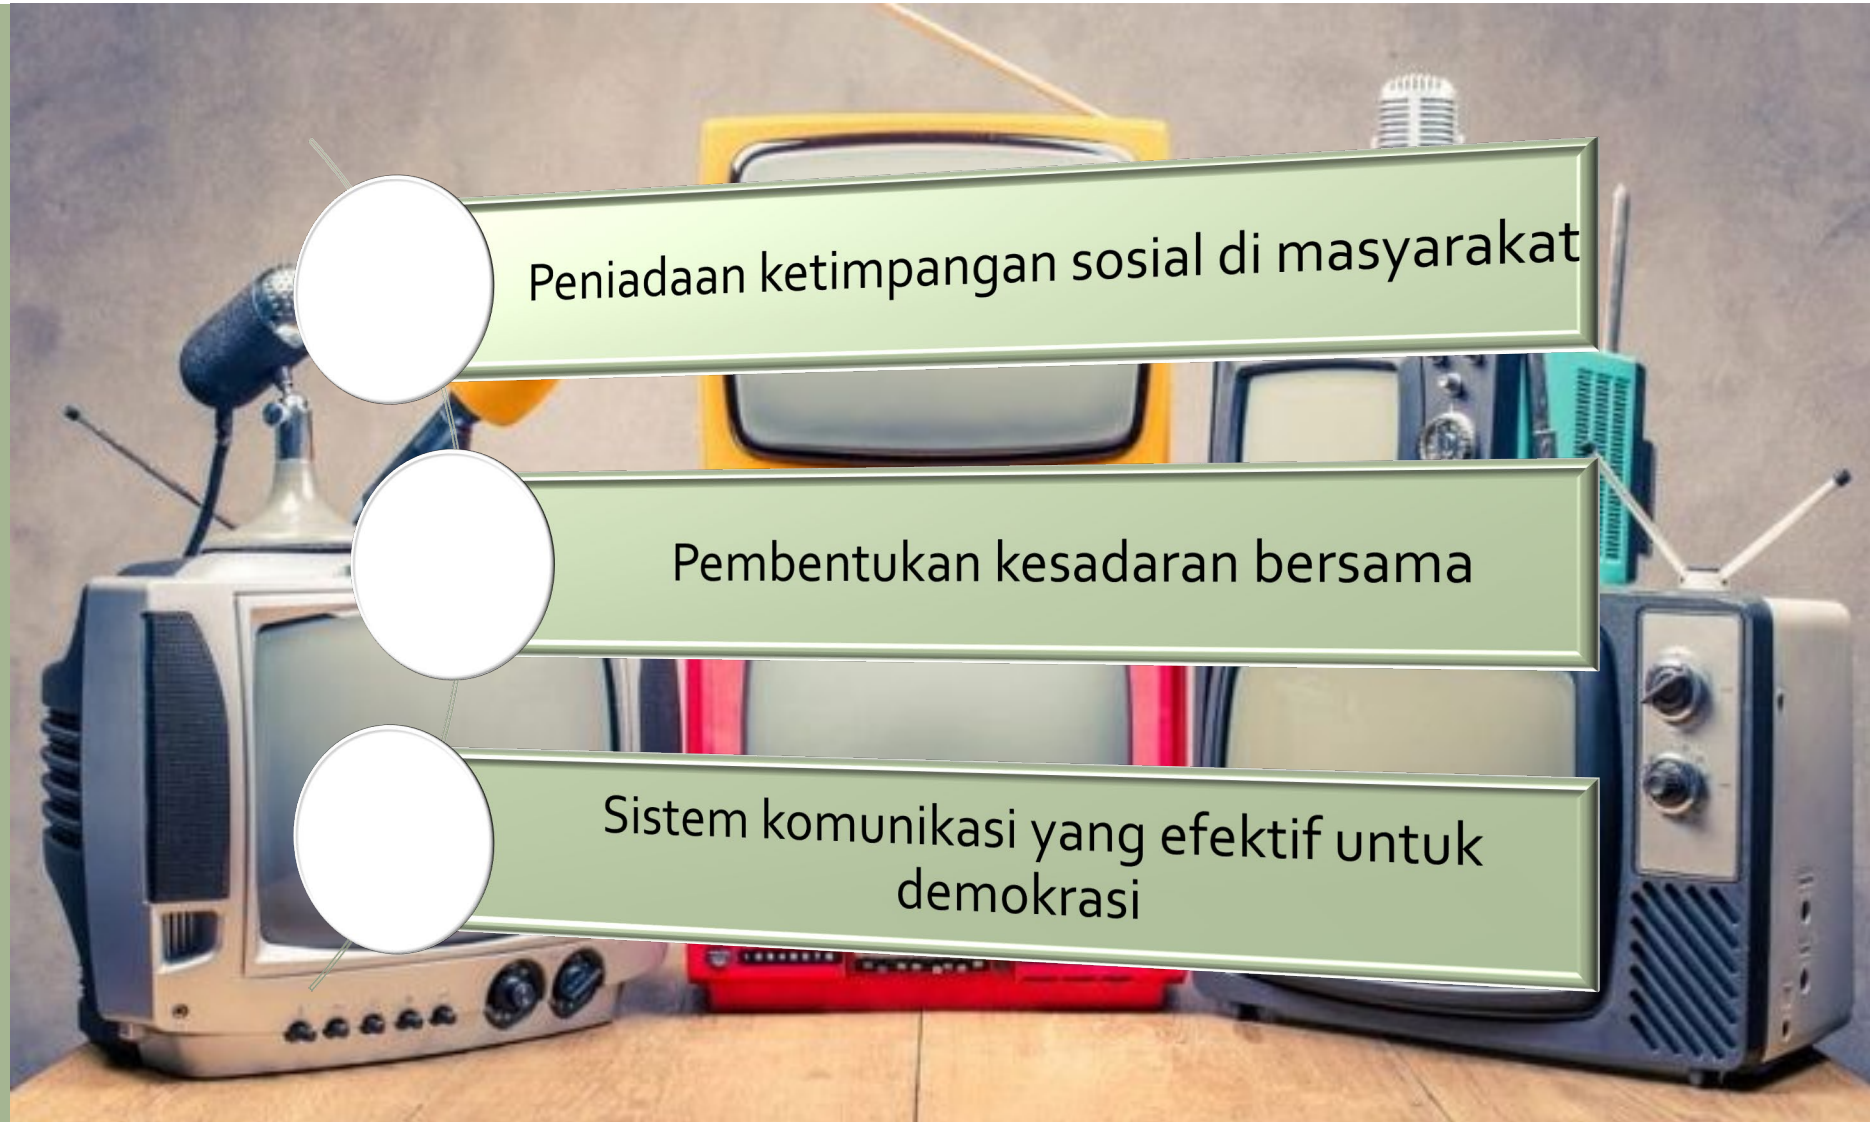 Peniadaan ketimpangan sosial di masyarakat
Pembentukan kesadaran bersama
Sistem komunikasi yang efektif untuk
demokrasi